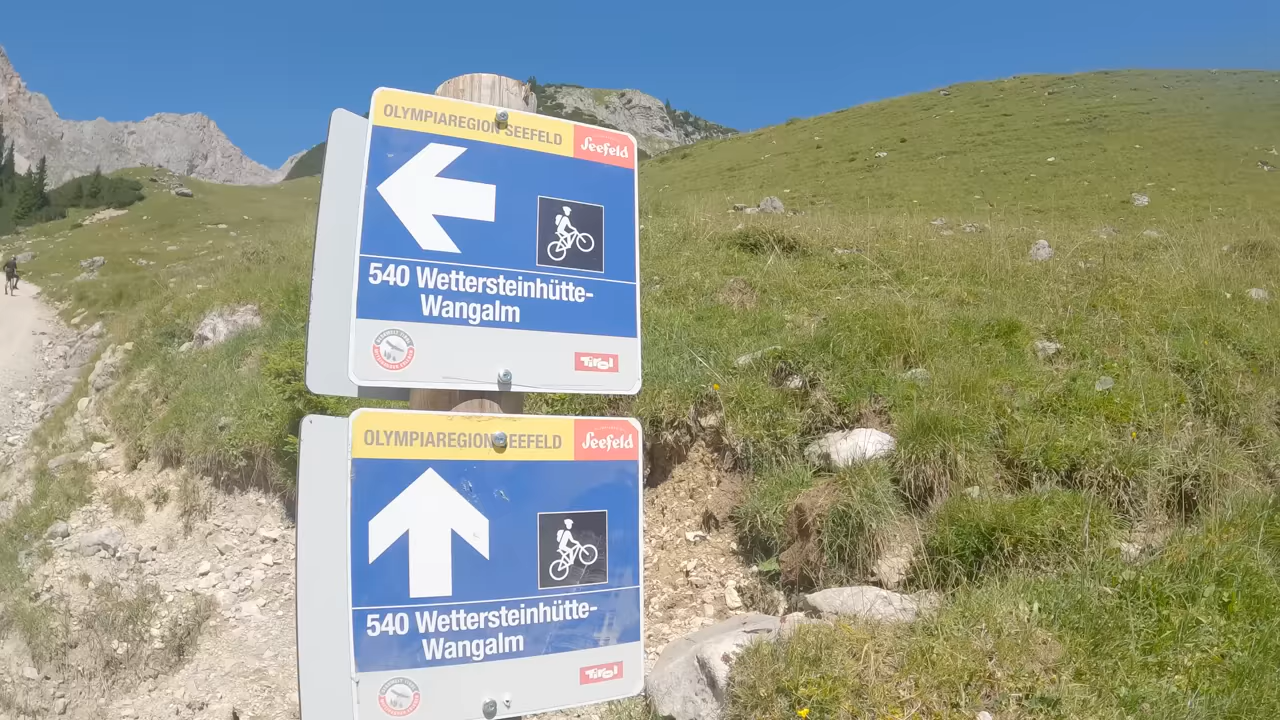 OLYMPIAREGION SEEFELD
Seefeld
540 Wettersteinhütte-
Wangalm
Tirol
OLYMPIAREGION SEEFELD
Seefeld
540 Wettersteinhütte-
Wangalm
Tirol